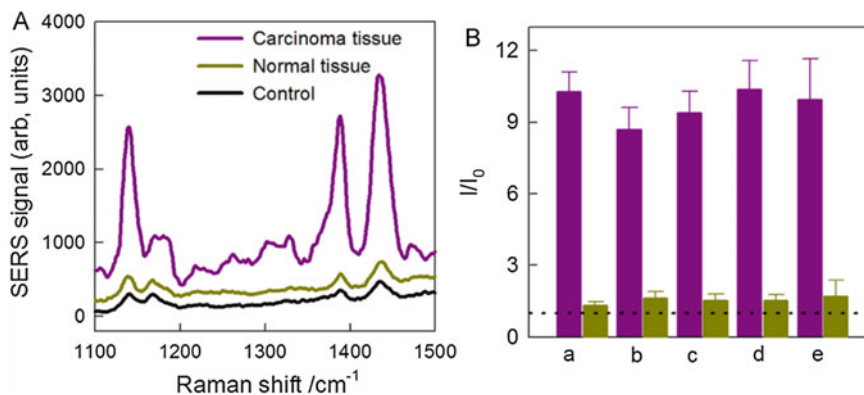 A
SERS signal (arb, units)
4000
3000
2000
1000
0
Carcinoma tissue
Normal tissue
Control
1100
1200
1300
1400
1500
Raman shift /cm⁻¹
B
I/I₀
12
9
6
3
0
a
b
c
d
e